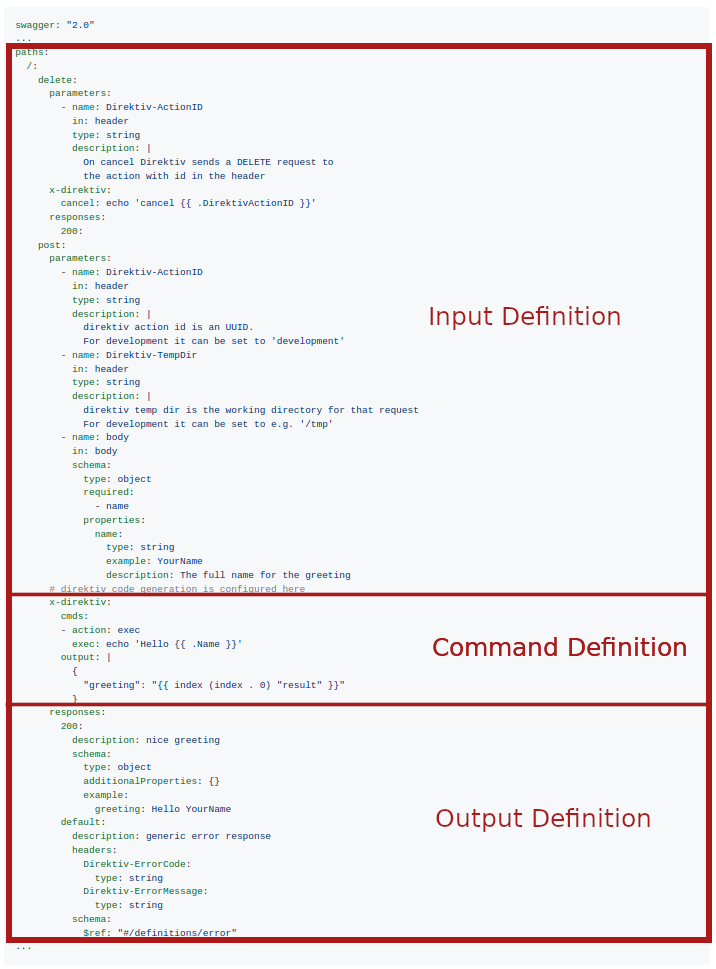 swagger: "2.0"
...
paths:
  /:
    delete:
      parameters:
        - name: Direktiv-ActionID
          in: header
          type: string
          description: |
            On cancel Direktiv sends a DELETE request to
            the action with id in the header
      x-direktiv:
        cancel: echo 'cancel {{ .DirektivActionID }}'
      responses:
        200:
    post:
      parameters:
        - name: Direktiv-ActionID
          in: header
          type: string
          description: |
            direktiv action id is an UUID.
            For development it can be set to 'development'
        - name: Direktiv-TempDir
          in: header
          type: string
          description: |
            direktiv temp dir is the working directory for that request
            For development it can be set to e.g. '/tmp'
        - name: body
          in: body
          schema:
            type: object
            required:
              - name
            properties:
              name:
                type: string
                example: YourName
                description: The full name for the greeting
Input Definition
      # direktiv code generation is configured here
      x-direktiv:
        cmds:
        - action: exec
          exec: echo 'Hello {{ .Name }}'
        output: |
          {
            "greeting": "{{ index (index . 0) "result" }}"
          }
Command Definition
      responses:
        200:
          description: nice greeting
          schema:
            type: object
            additionalProperties: {}
            example:
              greeting: Hello YourName
        default:
          description: generic error response
          headers:
            Direktiv-ErrorCode:
              type: string
            Direktiv-ErrorMessage:
              type: string
          schema:
            $ref: "#/definitions/error"
Output Definition
...